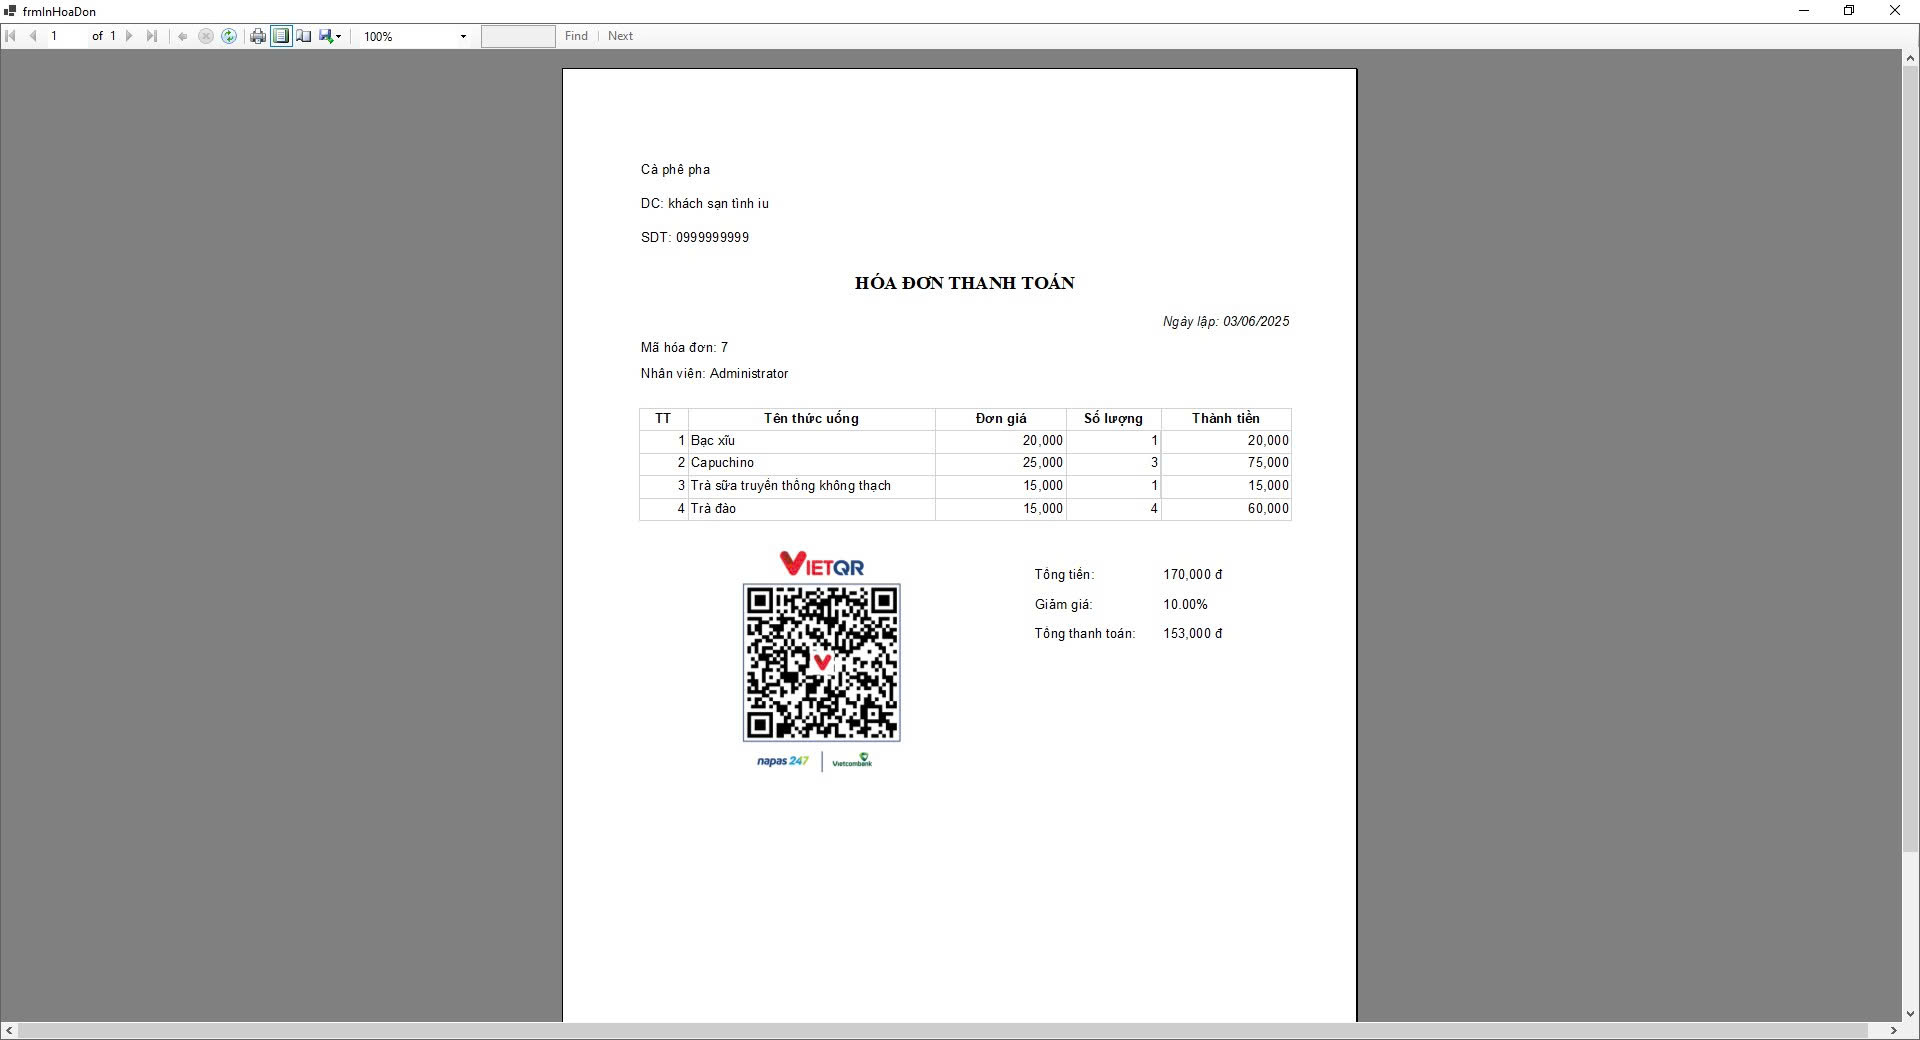 frmInHoaDon
1 of 1 100% Find Next
Cà phê pha
DC: khách sạn tình iu
SDT: 0999999999
HÓA ĐƠN THANH TOÁN
Ngày lập: 03/06/2025
Mã hóa đơn: 7
Nhân viên: Administrator
TT Tên thức uống Đơn giá Số lượng Thành tiền
1 Bạc xĩu 20,000 1 20,000
2 Capuchino 25,000 3 75,000
3 Trà sữa truyền thống không thạch 15,000 1 15,000
4 Trà đào 15,000 4 60,000
VIETQR
napas 247 Vietcombank
Tổng tiền: 170,000 đ
Giảm giá: 10.00%
Tổng thanh toán: 153,000 đ